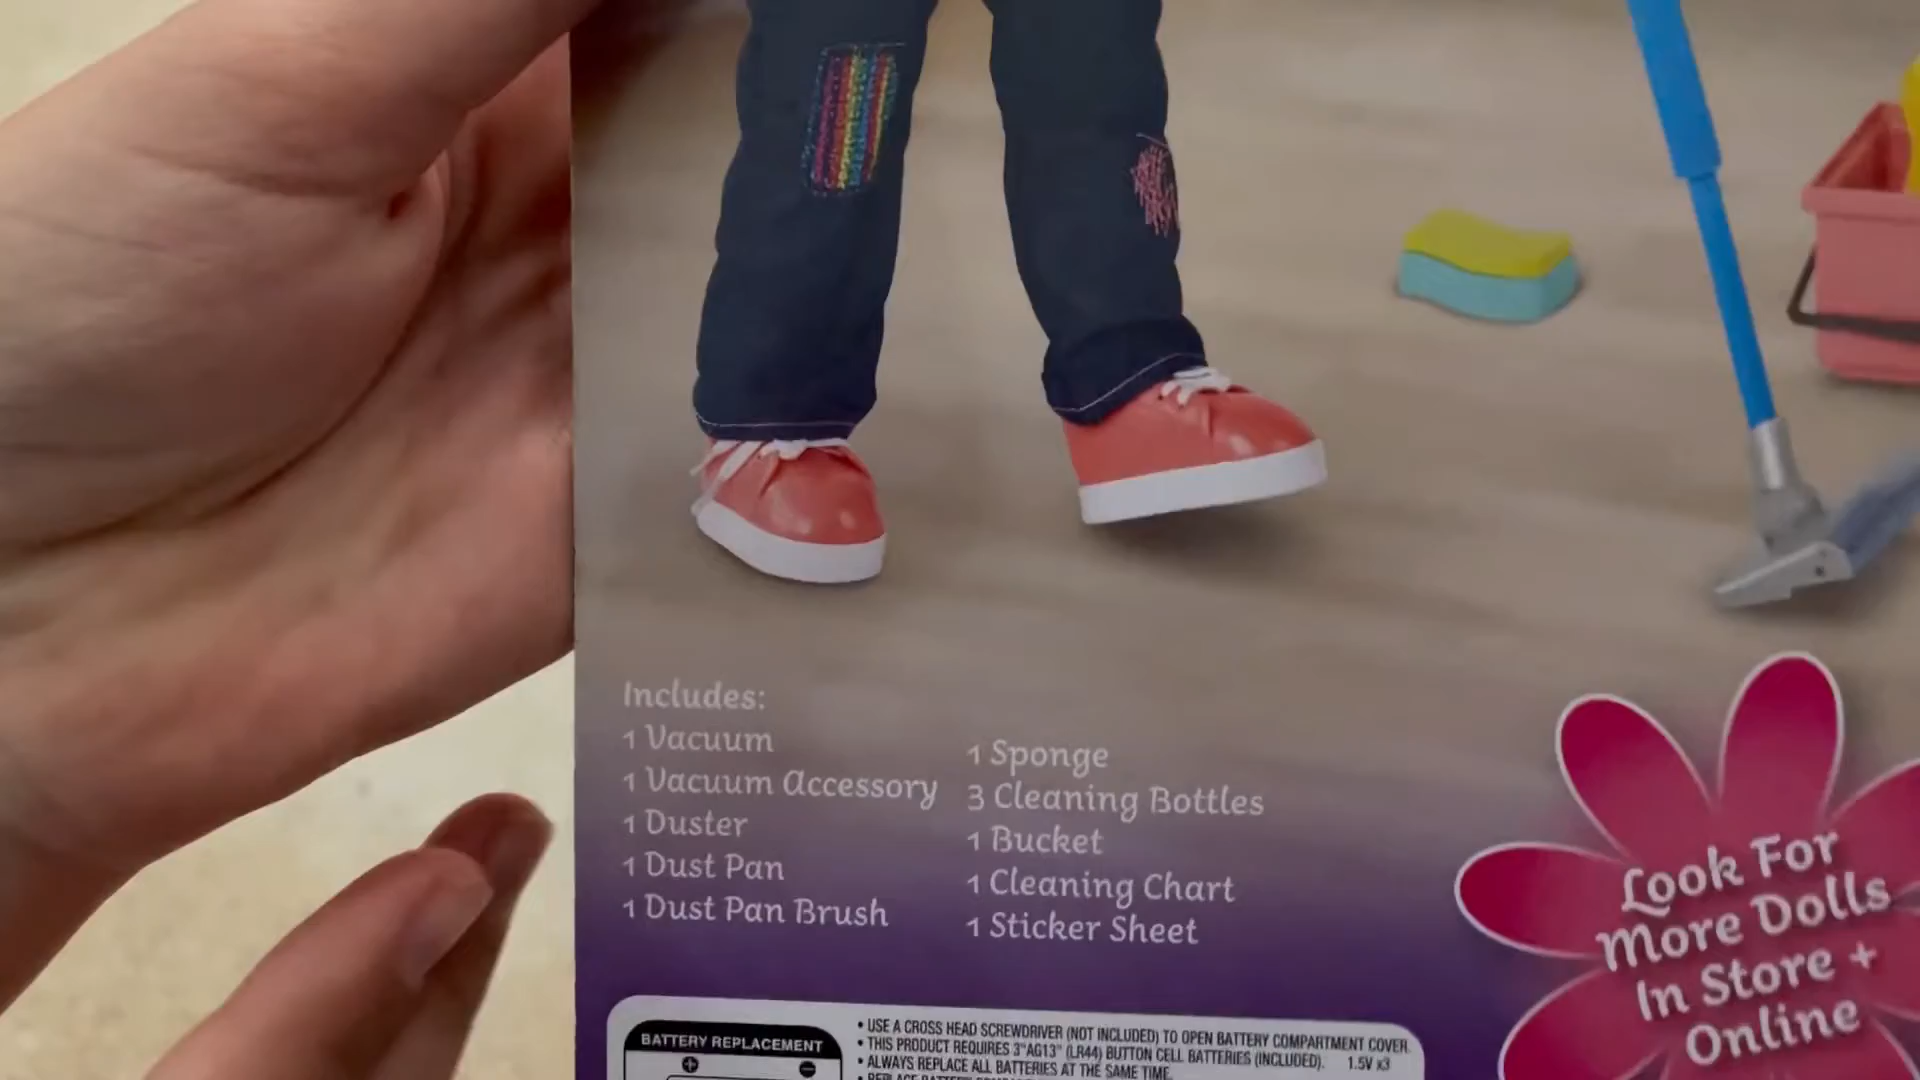 Includes:
1 Vacuum
1 Vacuum Accessory
1 Duster
1 Dust Pan
1 Dust Pan Brush
1 Sponge
3 Cleaning Bottles
1 Bucket
1 Cleaning Chart
1 Sticker Sheet
Look For
More Dolls
In Store +
Online
BATTERY REPLACEMENT
• USE A CROSS HEAD SCREWDRIVER (NOT INCLUDED) TO OPEN BATTERY COMPARTMENT COVER.
• THIS PRODUCT REQUIRES 3"AG13" (LR44) BUTTON CELL BATTERIES (INCLUDED). 1.5V x3
• ALWAYS REPLACE ALL BATTERIES AT THE SAME TIME.